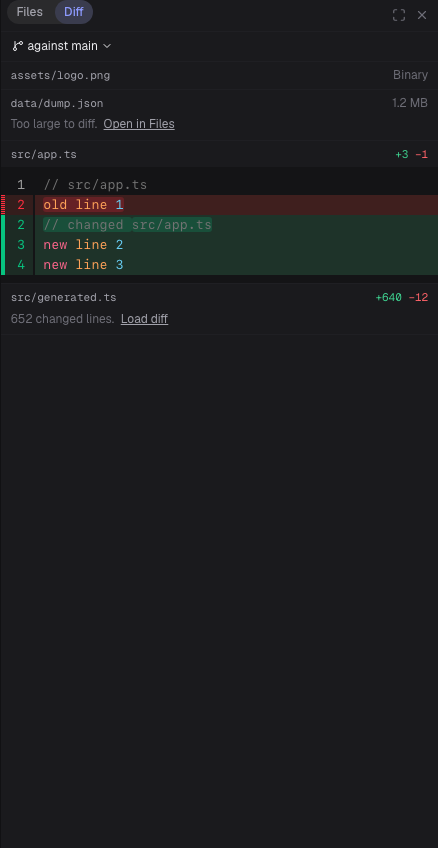 Files Diff
against main
assets/logo.png Binary
data/dump.json 1.2 MB
Too large to diff. Open in Files
src/app.ts +3 −1
1 // src/app.ts
2 old line 1
2 // changed src/app.ts
3 new line 2
4 new line 3
src/generated.ts +640 −12
652 changed lines. Load diff